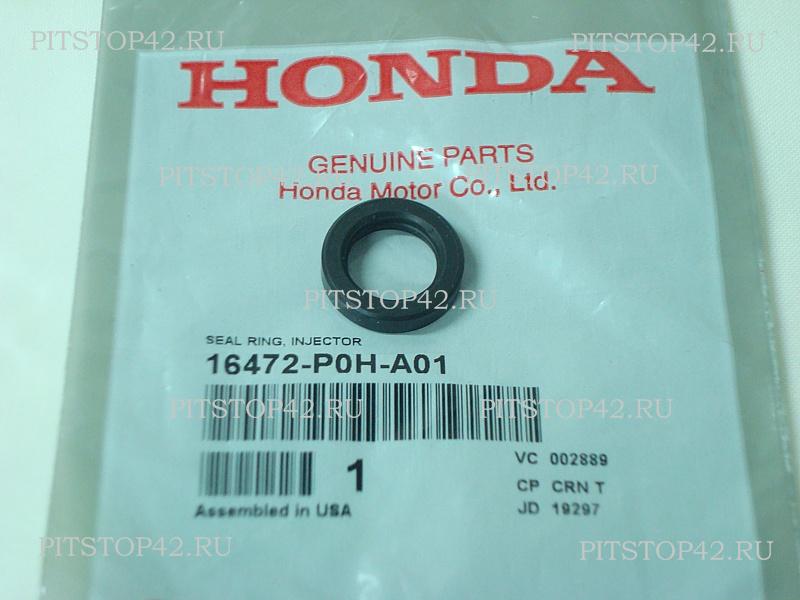 PITSTOP42.RU PITSTOP42.RU
HONDA
GENUINE PARTS
PITSTOP42.RU PITSTOP42.RU
Honda Motor Co., Ltd.
PITSTOP42.RU
SEAL RING, INJECTOR
16472-P0H-A01
PITSTOP42.RU PITSTOP42.RU
1
VC 002889
CP CRN T
JD 19297
Assembled in USA
PITSTOP42.RU PITSTOP42.RU